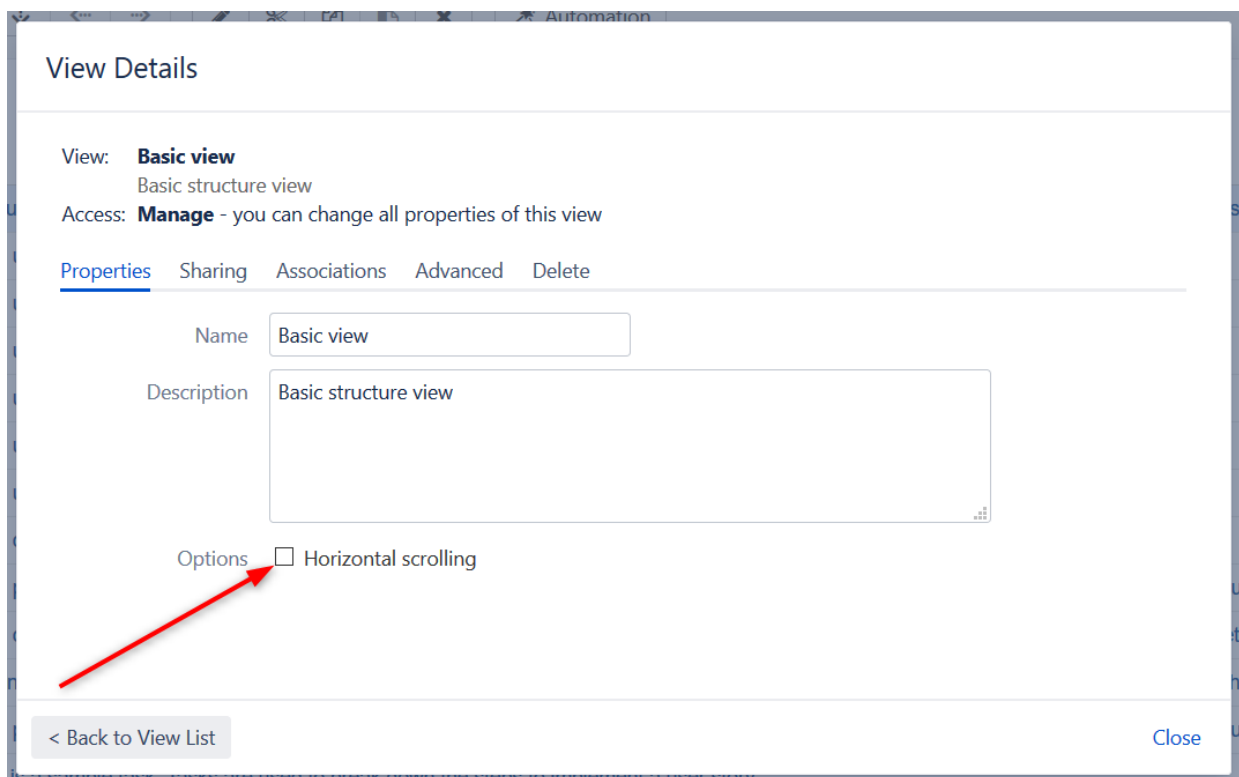 Automation
View Details
View: Basic view
Basic structure view
Access: Manage - you can change all properties of this view
Properties Sharing Associations Advanced Delete
Name Basic view
Description Basic structure view
Options Horizontal scrolling
< Back to View List Close